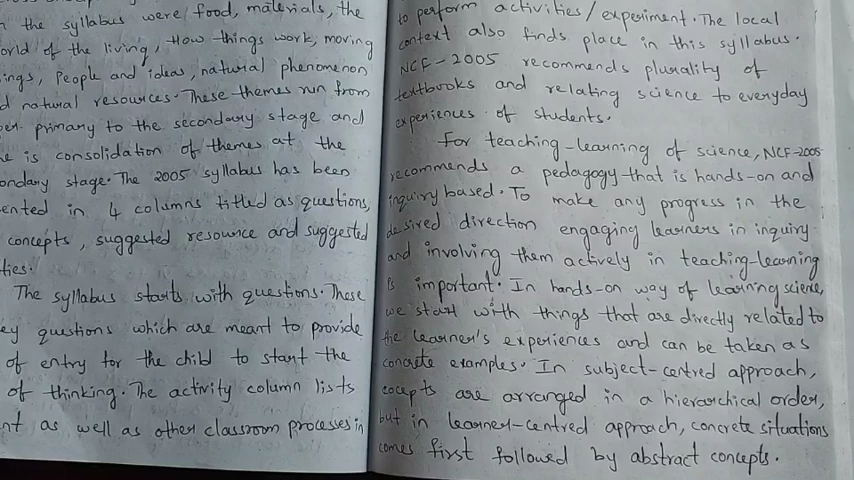 the syllabus were food, materials, the
world of the living, How things work, moving
ings, People and ideas, natural phenomenon
d natural resources. These themes run from
per primary to the secondary stage and
e is consolidation of themes at the
ondary stage. The 2005 syllabus has been
ented in 4 columns titled as questions,
concepts, suggested resource and suggested
ties.
The syllabus starts with questions. These
ey questions which are meant to provide
of entry for the child to start the
of thinking. The activity column lists
nt as well as other classroom processes in
to perform activities/experiment. The local
context also finds place in this syllabus.
NCF-2005 recommends plurality of
textbooks and relating science to everyday
experiences of students.
For teaching-learning of science, NCF-2005
recommends a pedagogy that is hands-on and
inquiry based. To make any progress in the
desired direction engaging learners in inquiry
and involving them actively in teaching-learning
is important. In hands-on way of learning science,
we start with things that are directly related to
the learner's experiences and can be taken as
concrete examples. In subject-centred approach,
cocepts are arranged in a hierarchical order,
but in learner-centred approach, concrete situations
comes first followed by abstract concepts.